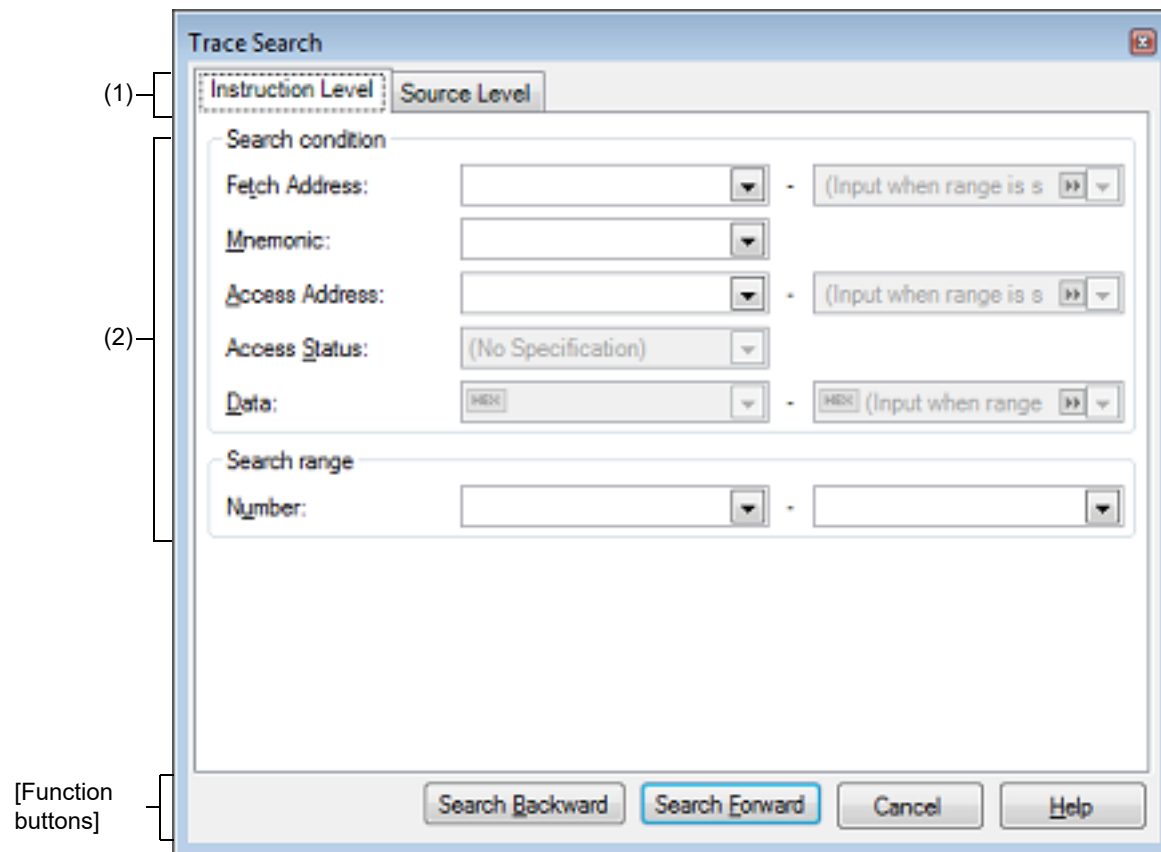 Trace Search
(1)
Instruction Level
Source Level
(2)
Search condition
Fetch Address:
- (Input when range is s
Mnemonic:
Access Address:
- (Input when range is s
Access Status:
(No Specification)
Data:
HEX
- HEX (Input when range
Search range
Number:
-
[Function
buttons]
Search Backward
Search Forward
Cancel
Help